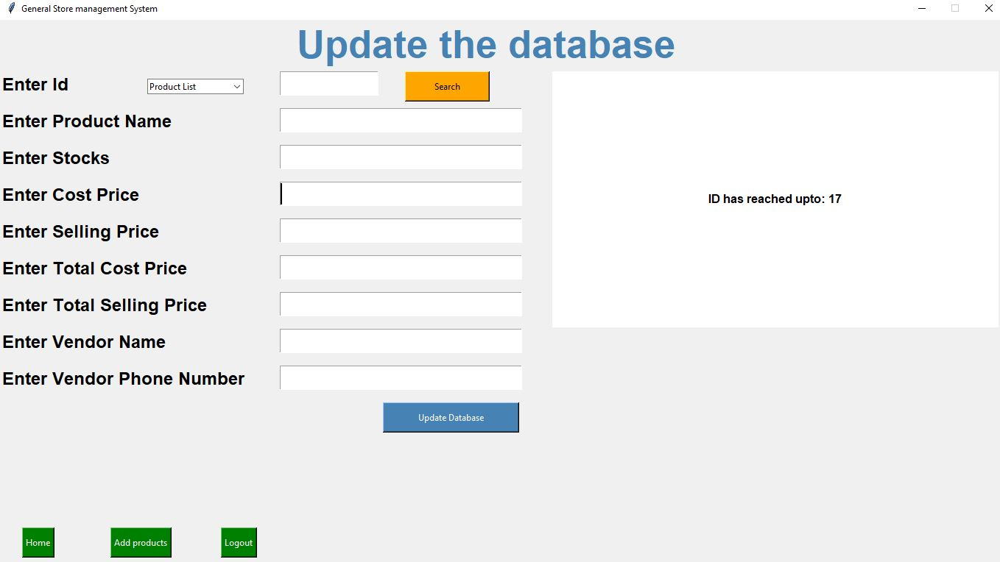 General Store management System
Update the database
Enter Id
Product List
Search
Enter Product Name
Enter Stocks
Enter Cost Price
Enter Selling Price
Enter Total Cost Price
Enter Total Selling Price
Enter Vendor Name
Enter Vendor Phone Number
ID has reached upto: 17
Update Database
Home
Add products
Logout